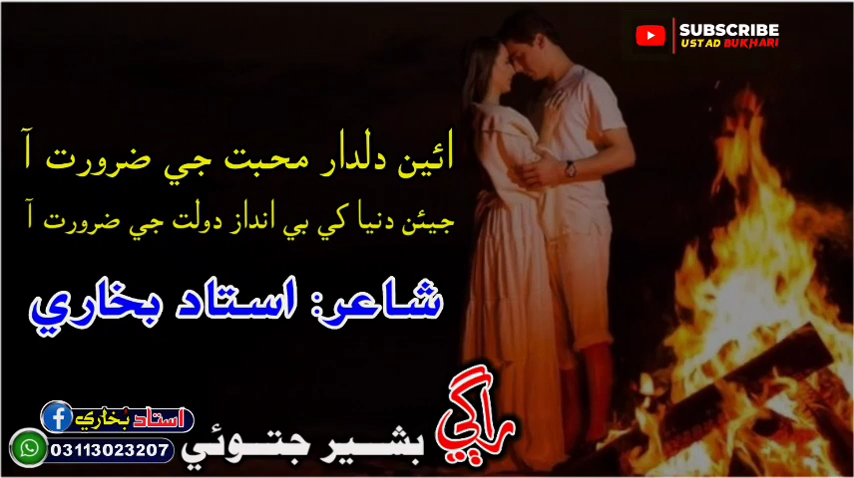 SUBSCRIBE
USTAD BUKHARI
ائين دلدار محبت جي ضرورت آ
جيئن دنيا کي بي انداز دولت جي ضرورت آ
شاعر: استاد بخاري
راڳي
بشير جتوئي
استاد بخاري
03113023207